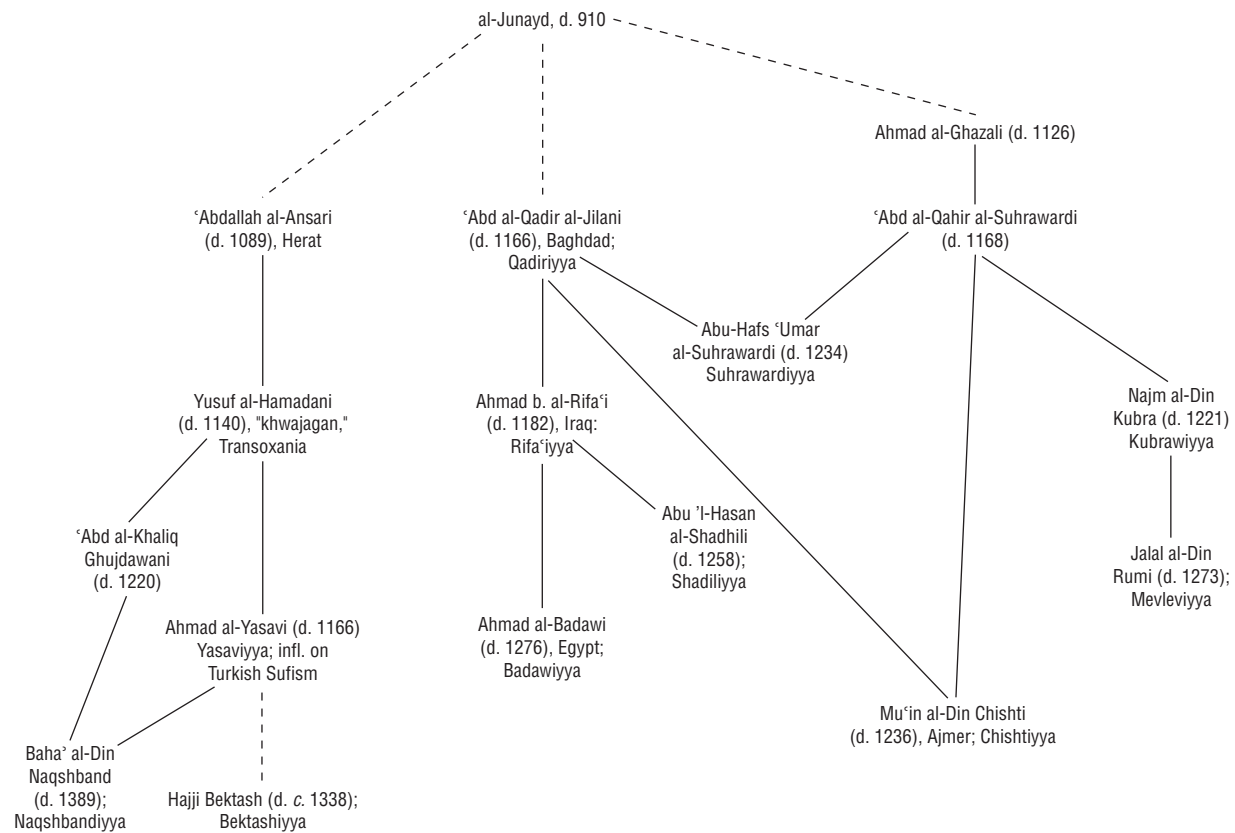 al-Junayd, d. 910
Ahmad al-Ghazali (d. 1126)
ʿAbdallah al-Ansari
(d. 1089), Herat
ʿAbd al-Qadir al-Jilani
(d. 1166), Baghdad;
Qadiriyya
ʿAbd al-Qahir al-Suhrawardi
(d. 1168)
Abu-Hafs ʿUmar
al-Suhrawardi (d. 1234)
Suhrawardiyya
Yusuf al-Hamadani
(d. 1140), "khwajagan,"
Transoxania
Ahmad b. al-Rifaʿi
(d. 1182), Iraq:
Rifaʿiyya
Najm al-Din
Kubra (d. 1221)
Kubrawiyya
ʿAbd al-Khaliq
Ghujdawani
(d. 1220)
Abu ’l-Hasan
al-Shadhili
(d. 1258);
Shadiliyya
Jalal al-Din
Rumi (d. 1273);
Mevleviyya
Ahmad al-Yasavi (d. 1166)
Yasaviyya; infl. on
Turkish Sufism
Ahmad al-Badawi
(d. 1276), Egypt;
Badawiyya
Muʿin al-Din Chishti
(d. 1236), Ajmer; Chishtiyya
Bahaʾ al-Din
Naqshband
(d. 1389);
Naqshbandiyya
Hajji Bektash (d. c. 1338);
Bektashiyya